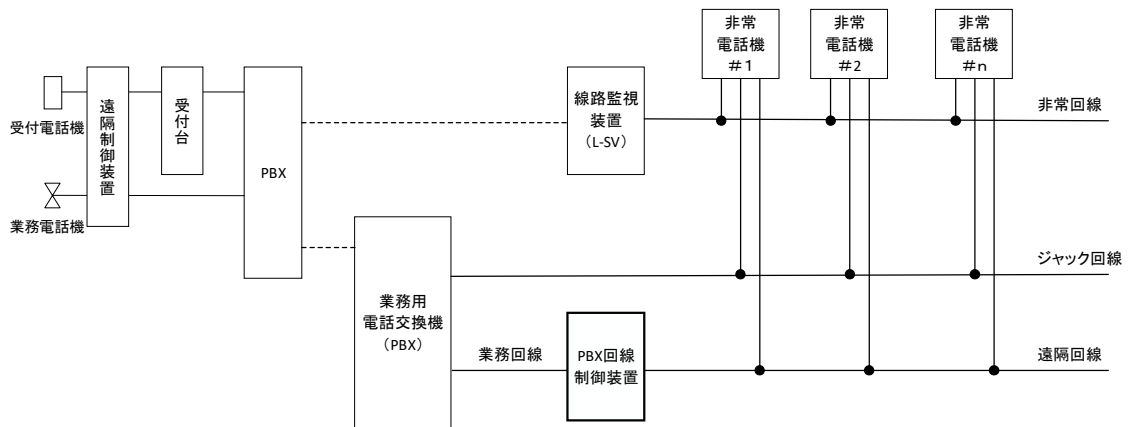 非常
電話機
＃1
非常
電話機
＃2
非常
電話機
＃n
受付電話機
業務電話機
遠隔制御装置
受付台
PBX
線路監視
装置
（L-SV）
非常回線
ジャック回線
業務用
電話交換機
（PBX）
業務回線
PBX回線
制御装置
遠隔回線